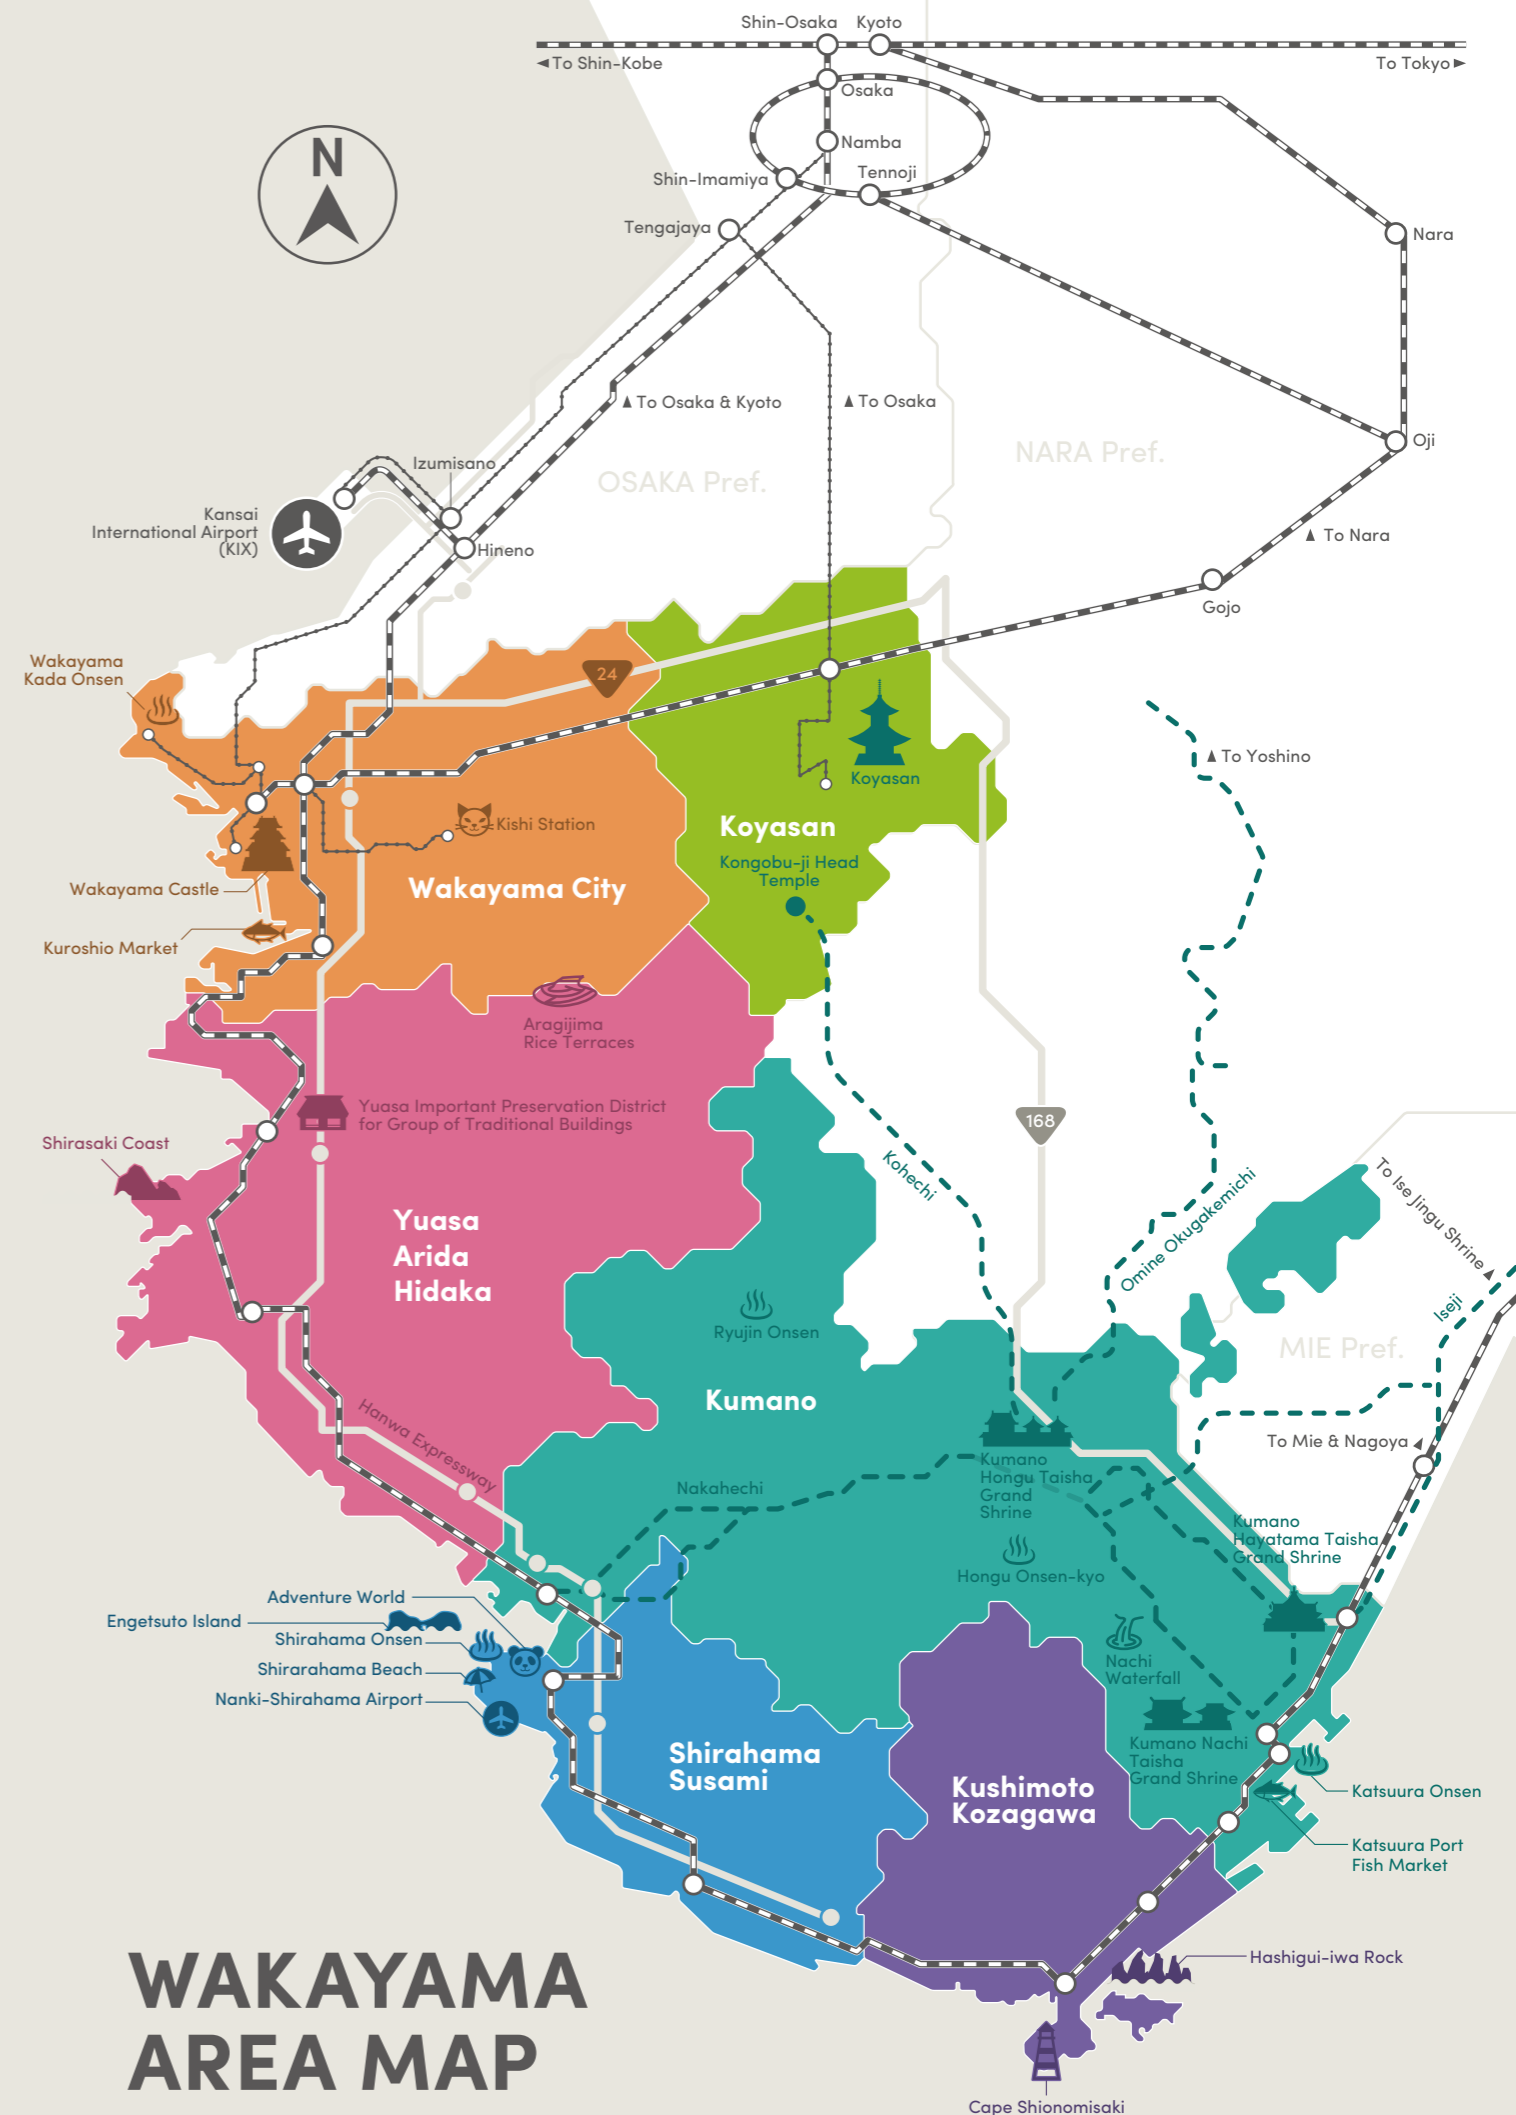 Shin-Osaka
Kyoto
To Shin-Kobe
To Tokyo
Osaka
Namba
Shin-Imamiya
Tennoji
Tengajaya
Nara
N
To Osaka & Kyoto
To Osaka
Oji
NARA Pref.
OSAKA Pref.
Izumisano
Kansai
International Airport
(KIX)
Hineno
To Nara
Gojo
Wakayama
Kada Onsen
24
To Yoshino
Koyasan
Kishi Station
Koyasan
Kongobu-ji Head
Temple
Wakayama Castle
Wakayama City
Kuroshio Market
Aragijima
Rice Terraces
Yuasa Important Preservation District
for Group of Traditional Buildings
168
Shirasaki Coast
Kohechi
Omine Okugakemichi
To Ise Jingu Shrine
Yuasa
Arida
Hidaka
Iseji
Ryujin Onsen
MIE Pref.
Kumano
Hanwa Expressway
To Mie & Nagoya
Kumano
Hongu Taisha
Grand
Shrine
Nakahechi
Kumano
Hayatama Taisha
Grand Shrine
Hongu Onsen-kyo
Adventure World
Engetsuto Island
Shirahama Onsen
Shirarahama Beach
Nanki-Shirahama Airport
Nachi
Waterfall
Kumano Nachi
Taisha
Grand Shrine
Shirahama
Susami
Kushimoto
Kozagawa
Katsuura Onsen
Katsuura Port
Fish Market
Hashigui-iwa Rock
WAKAYAMA
AREA MAP
Cape Shionomisaki